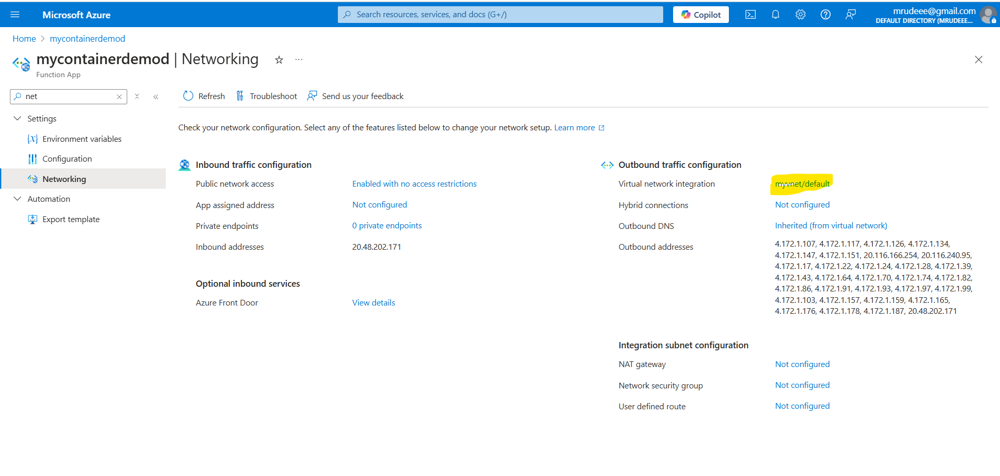 Microsoft Azure
Search resources, services, and docs (G+/)
Copilot
mrudeee@gmail.com
DEFAULT DIRECTORY (MRUDEEE...
Home > mycontainerdemod
mycontainerdemod | Networking
Function App
net
Refresh
Troubleshoot
Send us your feedback
Settings
Environment variables
Configuration
Networking
Automation
Export template
Check your network configuration. Select any of the features listed below to change your network setup. Learn more
Inbound traffic configuration
Public network access Enabled with no access restrictions
App assigned address Not configured
Private endpoints 0 private endpoints
Inbound addresses 20.48.202.171
Optional inbound services
Azure Front Door View details
Outbound traffic configuration
Virtual network integration myvnet/default
Hybrid connections Not configured
Outbound DNS Inherited (from virtual network)
Outbound addresses 4.172.1.107, 4.172.1.117, 4.172.1.126, 4.172.1.134,
4.172.1.147, 4.172.1.151, 20.116.166.254, 20.116.240.95,
4.172.1.17, 4.172.1.22, 4.172.1.24, 4.172.1.28, 4.172.1.39,
4.172.1.43, 4.172.1.64, 4.172.1.70, 4.172.1.74, 4.172.1.82,
4.172.1.86, 4.172.1.91, 4.172.1.93, 4.172.1.97, 4.172.1.99,
4.172.1.103, 4.172.1.157, 4.172.1.159, 4.172.1.165,
4.172.1.176, 4.172.1.178, 4.172.1.187, 20.48.202.171
Integration subnet configuration
NAT gateway Not configured
Network security group Not configured
User defined route Not configured